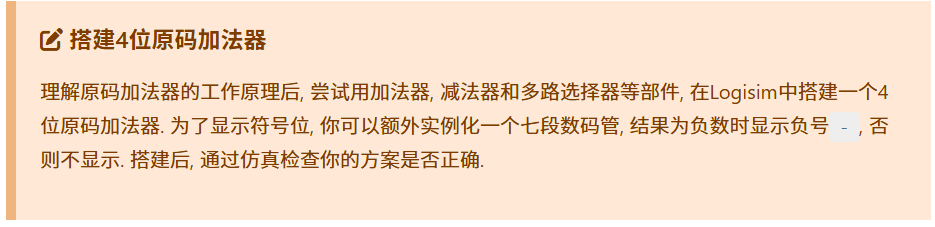 搭建4位原码加法器
理解原码加法器的工作原理后, 尝试用加法器, 减法器和多路选择器等部件, 在Logisim中搭建一个4
位原码加法器. 为了显示符号位, 你可以额外实例化一个七段数码管, 结果为负数时显示负号 - , 否
则不显示. 搭建后, 通过仿真检查你的方案是否正确.